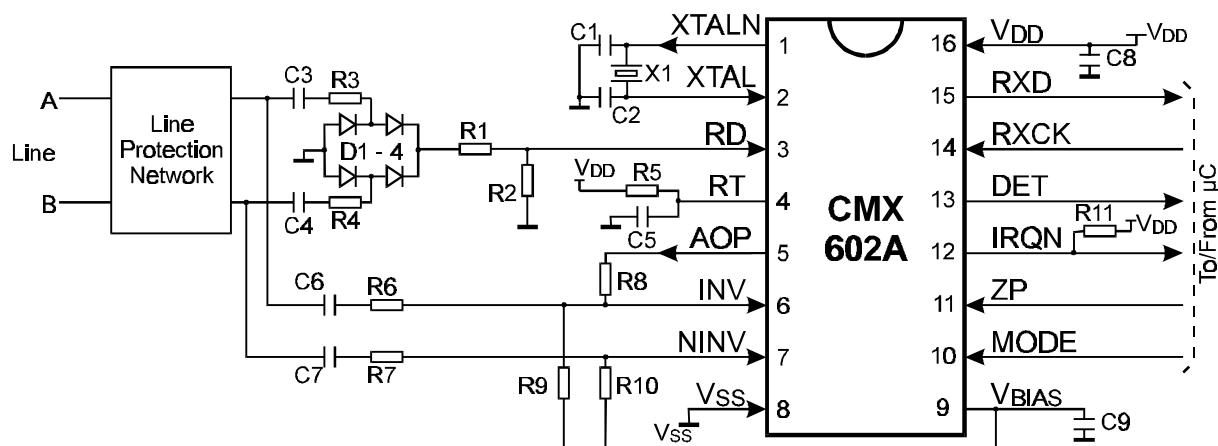 C1
XTALN
1
X1
XTAL
2
C2
A
Line
B
Line
Protection
Network
C3
R3
D1 - 4
C4
R4
R1
RD
3
R2
VDD
R5
RT
4
C5
AOP
5
R8
C6
R6
INV
6
C7
R7
NINV
7
R9
R10
VSS
VSS
8
CMX
602A
16
VDD
VDD
C8
15
RXD
14
RXCK
13
DET
R11
VDD
12
IRQN
11
ZP
10
MODE
9
VBIAS
C9
To/From µC